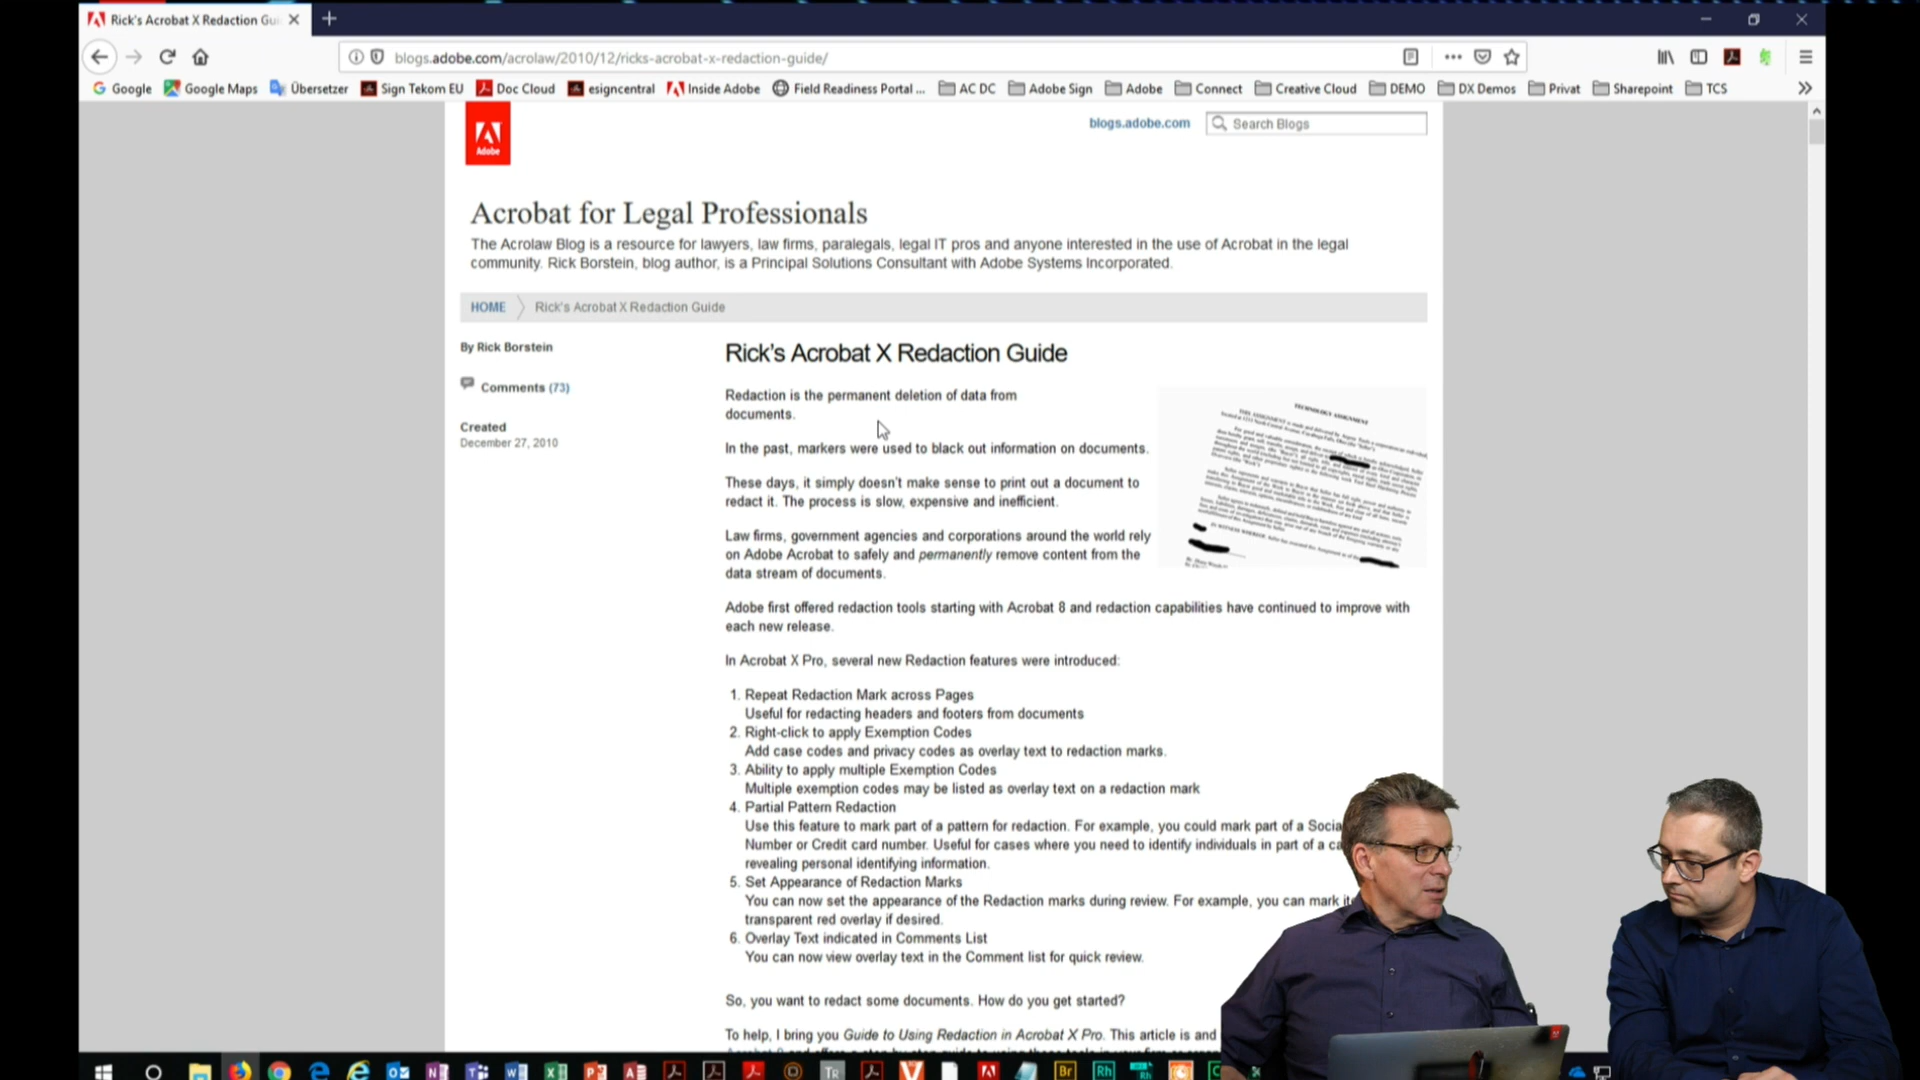 Rick's Acrobat X Redaction Gui
blogs.adobe.com/acrolaw/2010/12/ricks-acrobat-x-redaction-guide/
Google Google Maps Übersetzer Sign Tekom EU Doc Cloud esigncentral Inside Adobe Field Readiness Portal ... AC DC Adobe Sign Adobe Connect Creative Cloud DEMO DX Demos Privat Sharepoint TCS
Adobe
blogs.adobe.com
Search Blogs
Acrobat for Legal Professionals
The Acrolaw Blog is a resource for lawyers, law firms, paralegals, legal IT pros and anyone interested in the use of Acrobat in the legal
community. Rick Borstein, blog author, is a Principal Solutions Consultant with Adobe Systems Incorporated.
HOME Rick's Acrobat X Redaction Guide
By Rick Borstein
Comments (73)
Created
December 27, 2010
Rick's Acrobat X Redaction Guide
Redaction is the permanent deletion of data from
documents.
In the past, markers were used to black out information on documents.
These days, it simply doesn't make sense to print out a document to
redact it. The process is slow, expensive and inefficient.
Law firms, government agencies and corporations around the world rely
on Adobe Acrobat to safely and permanently remove content from the
data stream of documents.
TECHNOLOGY ASSIGNMENT
Adobe first offered redaction tools starting with Acrobat 8 and redaction capabilities have continued to improve with
each new release.
In Acrobat X Pro, several new Redaction features were introduced:
1. Repeat Redaction Mark across Pages
Useful for redacting headers and footers from documents
2. Right-click to apply Exemption Codes
Add case codes and privacy codes as overlay text to redaction marks.
3. Ability to apply multiple Exemption Codes
Multiple exemption codes may be listed as overlay text on a redaction mark
4. Partial Pattern Redaction
Use this feature to mark part of a pattern for redaction. For example, you could mark part of a Socia
Number or Credit card number. Useful for cases where you need to identify individuals in part of a ca
revealing personal identifying information.
5. Set Appearance of Redaction Marks
You can now set the appearance of the Redaction marks during review. For example, you can mark it
transparent red overlay if desired.
6. Overlay Text indicated in Comments List
You can now view overlay text in the Comment list for quick review.
So, you want to redact some documents. How do you get started?
To help, I bring you Guide to Using Redaction in Acrobat X Pro. This article is and